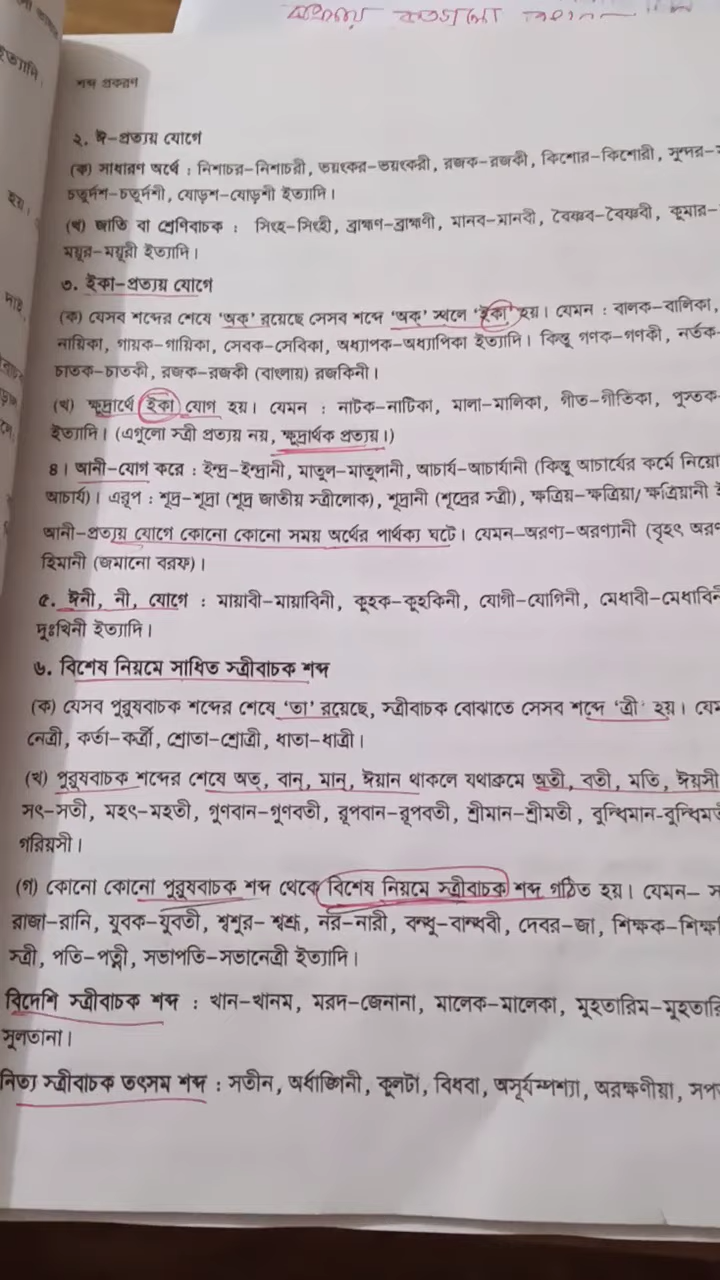 শব্দ প্রকরণ
ইত্যাদি।
হয়।
২. ঈ-প্রত্যয় যোগে
(ক) সাধারণ অর্থে : নিশাচর-নিশাচরী, ভয়ংকর-ভয়ংকরী, রজক-রজকী, কিশোর-কিশোরী, সুন্দর-
চতুর্দশ-চতুর্দশী, ষোড়শ-ষোড়শী ইত্যাদি।
(খ) জাতি বা শ্রেণিবাচক : সিংহ-সিংহী, ব্রাহ্মণ-ব্রাহ্মণী, মানব-মানবী, বৈষ্ণব-বৈষ্ণবী, কুমার-
ময়ূর-ময়ূরী ইত্যাদি।
৩. ইকা-প্রত্যয় যোগে
(ক) যেসব শব্দের শেষে ‘অক’ রয়েছে সেসব শব্দে ‘অক্’ স্থলে ‘ইকা’ হয়। যেমন : বালক-বালিকা,
নায়িকা, গায়ক-গায়িকা, সেবক-সেবিকা, অধ্যাপক-অধ্যাপিকা ইত্যাদি। কিন্তু গণক-গণকী, নর্তক-
চাতক-চাতকী, রজক-রজকী (বাংলায়) রজকিনী।
(খ) ক্ষুদ্রার্থে ইকা যোগ হয়। যেমন : নাটক-নাটিকা, মালা-মালিকা, গীত-গীতিকা, পুস্তক-
ইত্যাদি। (এগুলো স্ত্রী প্রত্যয় নয়, ক্ষুদ্রার্থক প্রত্যয়।)
৪। আনী-যোগ করে : ইন্দ্র-ইন্দ্রানী, মাতুল-মাতুলানী, আচার্য-আচার্যানী (কিন্তু আচার্যের কর্মে নিয়ো
আচার্য)। এরূপ : শূদ্র-শূদ্রা (শূদ্র জাতীয় স্ত্রীলোক), শূদ্রানী (শূদ্রের স্ত্রী), ক্ষত্রিয়-ক্ষত্রিয়া/ ক্ষত্রিয়ানী ই
আনী-প্রত্যয় যোগে কোনো কোনো সময় অর্থের পার্থক্য ঘটে। যেমন-অরণ্য-অরণ্যানী (বৃহৎ অরণ
হিমানী (জমানো বরফ)।
৫. ঈনী, নী, যোগে : মায়াবী-মায়াবিনী, কুহক-কুহকিনী, যোগী-যোগিনী, মেধাবী-মেধাবিন
দুঃখিনী ইত্যাদি।
৬. বিশেষ নিয়মে সাধিত স্ত্রীবাচক শব্দ
(ক) যেসব পুরুষবাচক শব্দের শেষে ‘তা’ রয়েছে, স্ত্রীবাচক বোঝাতে সেসব শব্দে ‘ত্রী’ হয়। যেম
নেত্রী, কর্তা-কর্ত্রী, শ্রোতা-শ্রোত্রী, ধাতা-ধাত্রী।
(খ) পুরুষবাচক শব্দের শেষে অত্, বান্, মান্, ঈয়ান থাকলে যথাক্রমে অতী, বতী, মতি, ঈয়সী
সৎ-সতী, মহৎ-মহতী, গুণবান-গুণবতী, রূপবান-রূপবতী, শ্রীমান-শ্রীমতী, বুদ্ধিমান-বুদ্ধিমত
গরিয়সী।
(গ) কোনো কোনো পুরুষবাচক শব্দ থেকে বিশেষ নিয়মে স্ত্রীবাচক শব্দ গঠিত হয়। যেমন- স
রাজা-রানি, যুবক-যুবতী, শ্বশুর- শ্বশ্রূ, নর-নারী, বন্ধু-বান্ধবী, দেবর-জা, শিক্ষক-শিক্ষ
স্ত্রী, পতি-পত্নী, সভাপতি-সভানেত্রী ইত্যাদি।
বিদেশি স্ত্রীবাচক শব্দ : খান-খানম, মরদ-জেনানা, মালেক-মালেকা, মুহতারিম-মুহতারি
সুলতানা।
নিত্য স্ত্রীবাচক তৎসম শব্দ : সতীন, অর্ধাঙ্গিনী, কুলটা, বিধবা, অসূর্যম্পশ্যা, অরক্ষণীয়া, সপ